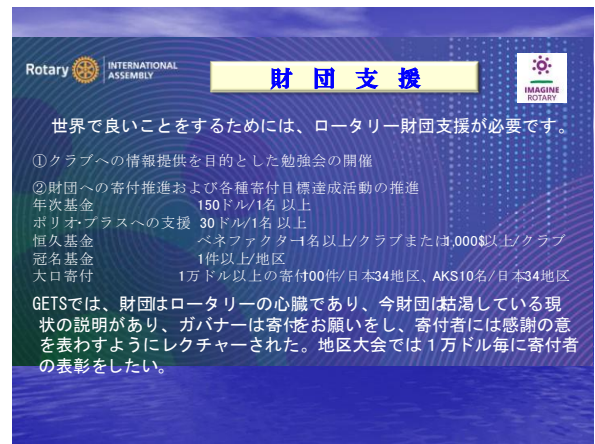 Rotary
INTERNATIONAL
ASSEMBLY
財団支援
IMAGINE
ROTARY
世界で良いことをするためには、ロータリー財団支援が必要です。
①クラブへの情報提供を目的とした勉強会の開催
②財団への寄付推進および各種寄付目標達成活動の推進
年次基金 150ドル/1名 以上
ポリオ・プラスへの支援 30ドル/1名 以上
恒久基金 ベネファクター1名以上/クラブまたは1,000$以上/クラブ
冠名基金 1件以上/地区
大口寄付 1万ドル以上の寄付100件/日本34地区、AKS10名/日本34地区
GETSでは、財団はロータリーの心臓であり、今財団は枯渇している現
状の説明があり、ガバナーは寄付をお願いをし、寄付者には感謝の意
を表わすようにレクチャーされた。地区大会では１万ドル毎に寄付者
の表彰をしたい。